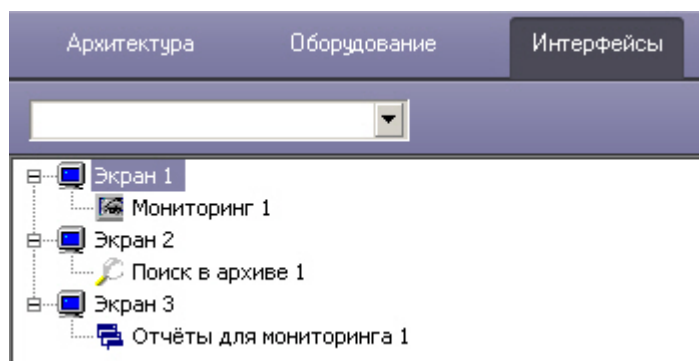 Архитектура Оборудование Интерфейсы
Экран 1
Мониторинг 1
Экран 2
Поиск в архиве 1
Экран 3
Отчёты для мониторинга 1